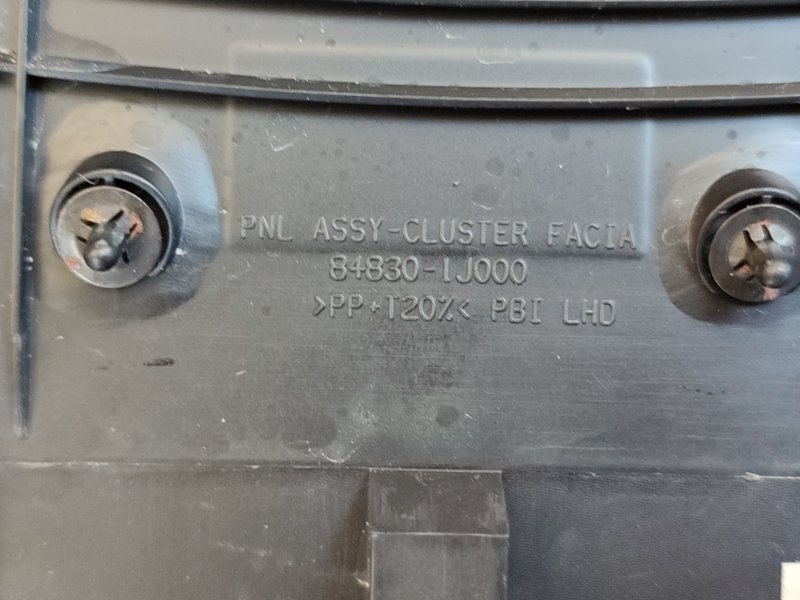 PNL ASSY-CLUSTER FACIA
84830-1J000
>PP+T20%< PBI LHD